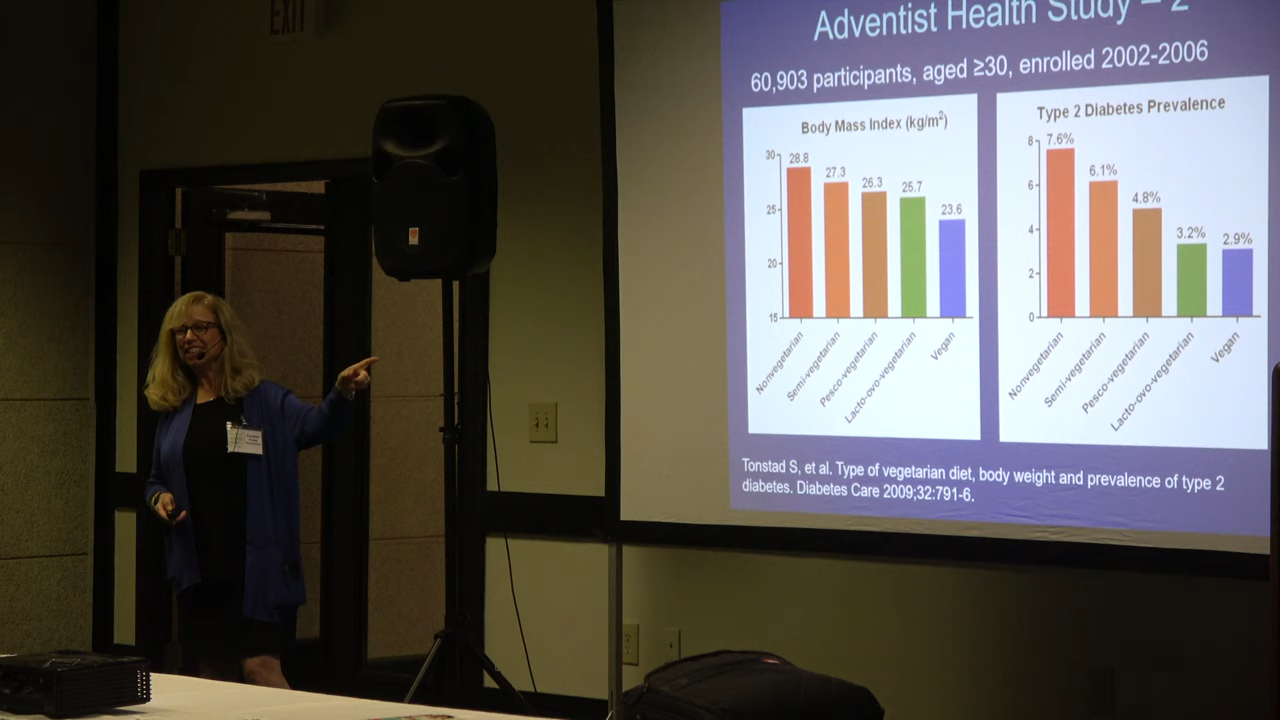 EXIT
Adventist Health Study – 2
60,903 participants, aged ≥30, enrolled 2002-2006
Body Mass Index (kg/m²)
30
25
20
15
28.8
27.3
26.3
25.7
23.6
Nonvegetarian
Semi-vegetarian
Pesco-vegetarian
Lacto-ovo-vegetarian
Vegan
Type 2 Diabetes Prevalence
8
6
4
2
0
7.6%
6.1%
4.8%
3.2%
2.9%
Nonvegetarian
Semi-vegetarian
Pesco-vegetarian
Lacto-ovo-vegetarian
Vegan
Tonstad S, et al. Type of vegetarian diet, body weight and prevalence of type 2
diabetes. Diabetes Care 2009;32:791-6.